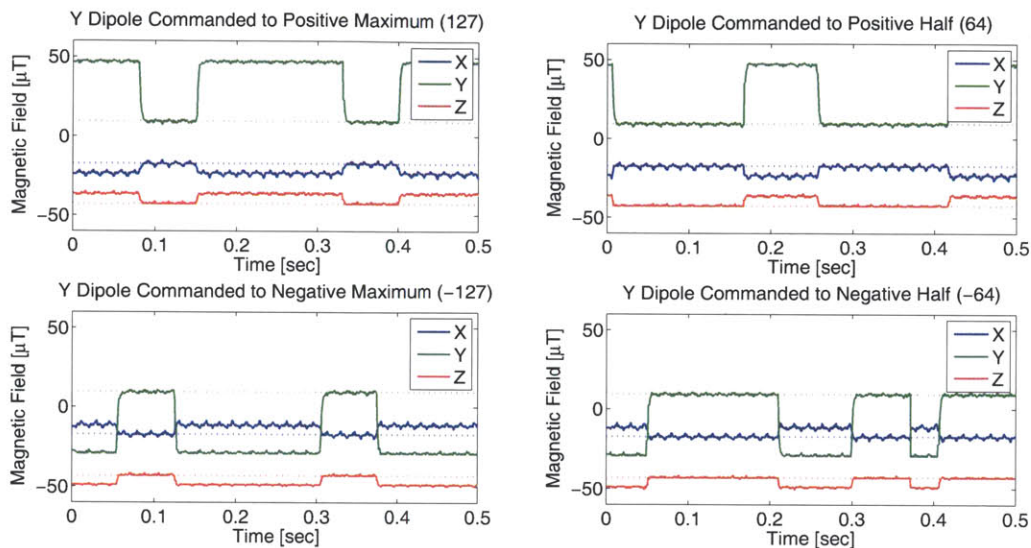 Y Dipole Commanded to Positive Maximum (127)
Magnetic Field [μT]
50
0
−50
X
Y
Z
0 0.1 0.2 0.3 0.4 0.5
Time [sec]
Y Dipole Commanded to Positive Half (64)
Magnetic Field [μT]
50
0
−50
X
Y
Z
0 0.1 0.2 0.3 0.4 0.5
Time [sec]
Y Dipole Commanded to Negative Maximum (−127)
Magnetic Field [μT]
50
0
−50
X
Y
Z
0 0.1 0.2 0.3 0.4 0.5
Time [sec]
Y Dipole Commanded to Negative Half (−64)
Magnetic Field [μT]
50
0
−50
X
Y
Z
0 0.1 0.2 0.3 0.4 0.5
Time [sec]